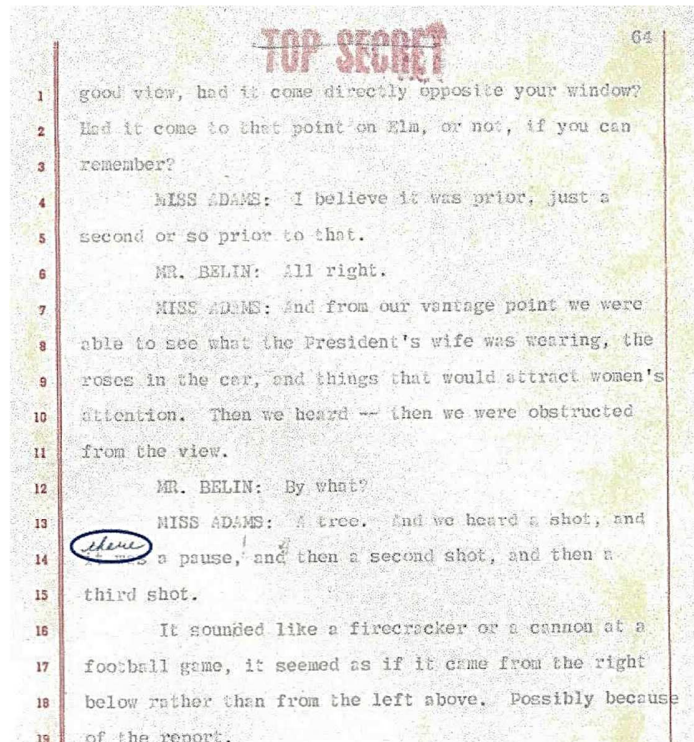 TOP SECRET
64
1 good view, had it come directly opposite your window?
2 Had it come to that point on Elm, or not, if you can
3 remember?
4 MISS ADAMS: I believe it was prior, just a
5 second or so prior to that.
6 MR. BELIN: All right.
7 MISS ADAMS: And from our vantage point we were
8 able to see what the President's wife was wearing, the
9 roses in the car, and things that would attract women's
10 attention. Then we heard -- then we were obstructed
11 from the view.
12 MR. BELIN: By what?
13 MISS ADAMS: A tree. And we heard a shot, and
there
14 it was a pause, and then a second shot, and then a
15 third shot.
16 It sounded like a firecracker or a cannon at a
17 football game, it seemed as if it came from the right
18 below rather than from the left above. Possibly because
19 of the report.